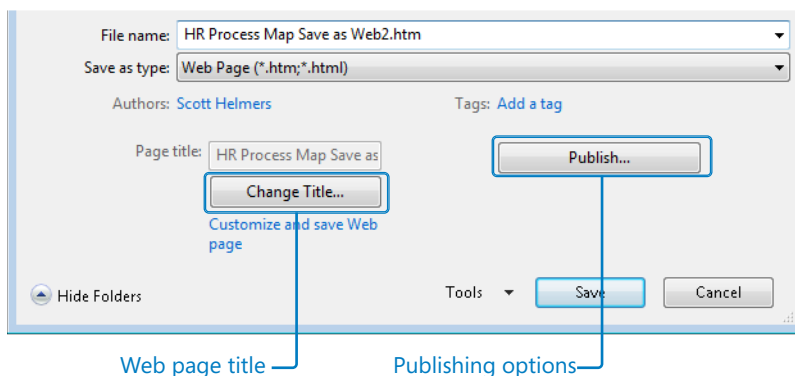 File name: HR Process Map Save as Web2.htm
Save as type: Web Page (*.htm;*.html)
Authors: Scott Helmers Tags: Add a tag
Page title: HR Process Map Save as Publish...
Change Title...
Customize and save Web
page
Hide Folders Tools Save Cancel
Web page title Publishing options